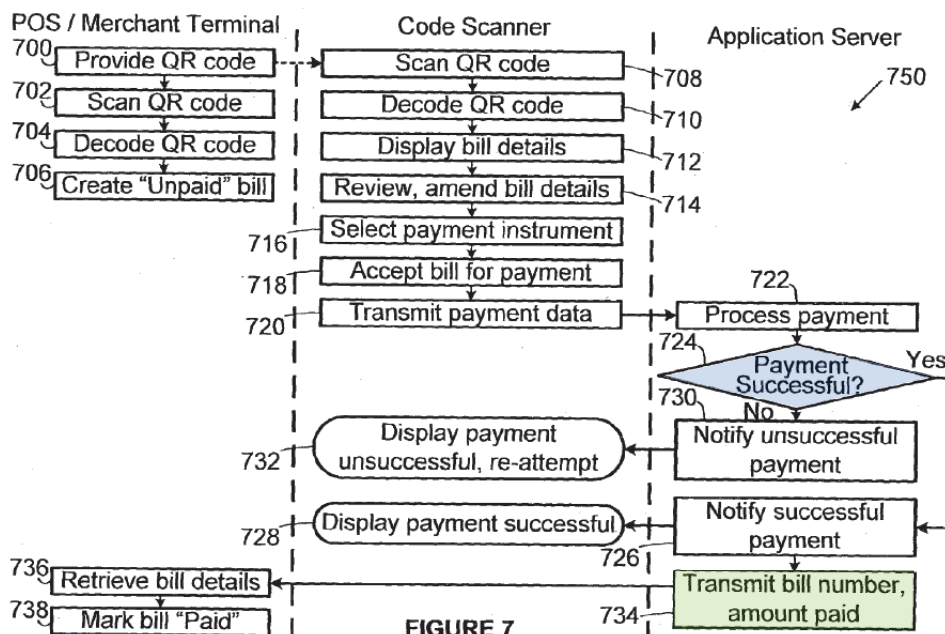 POS / Merchant Terminal
Code Scanner
Application Server
700
Provide QR code
Scan QR code
708
750
702
Scan QR code
Decode QR code
710
704
Decode QR code
Display bill details
712
706
Create “Unpaid” bill
Review, amend bill details
714
716
Select payment instrument
718
Accept bill for payment
720
Transmit payment data
722
Process payment
724
Payment
Successful?
Yes
No
730
Notify unsuccessful
payment
732
Display payment
unsuccessful, re-attempt
728
Display payment successful
Notify successful
payment
726
736
Retrieve bill details
Transmit bill number,
amount paid
734
738
Mark bill “Paid”
FIGURE 7